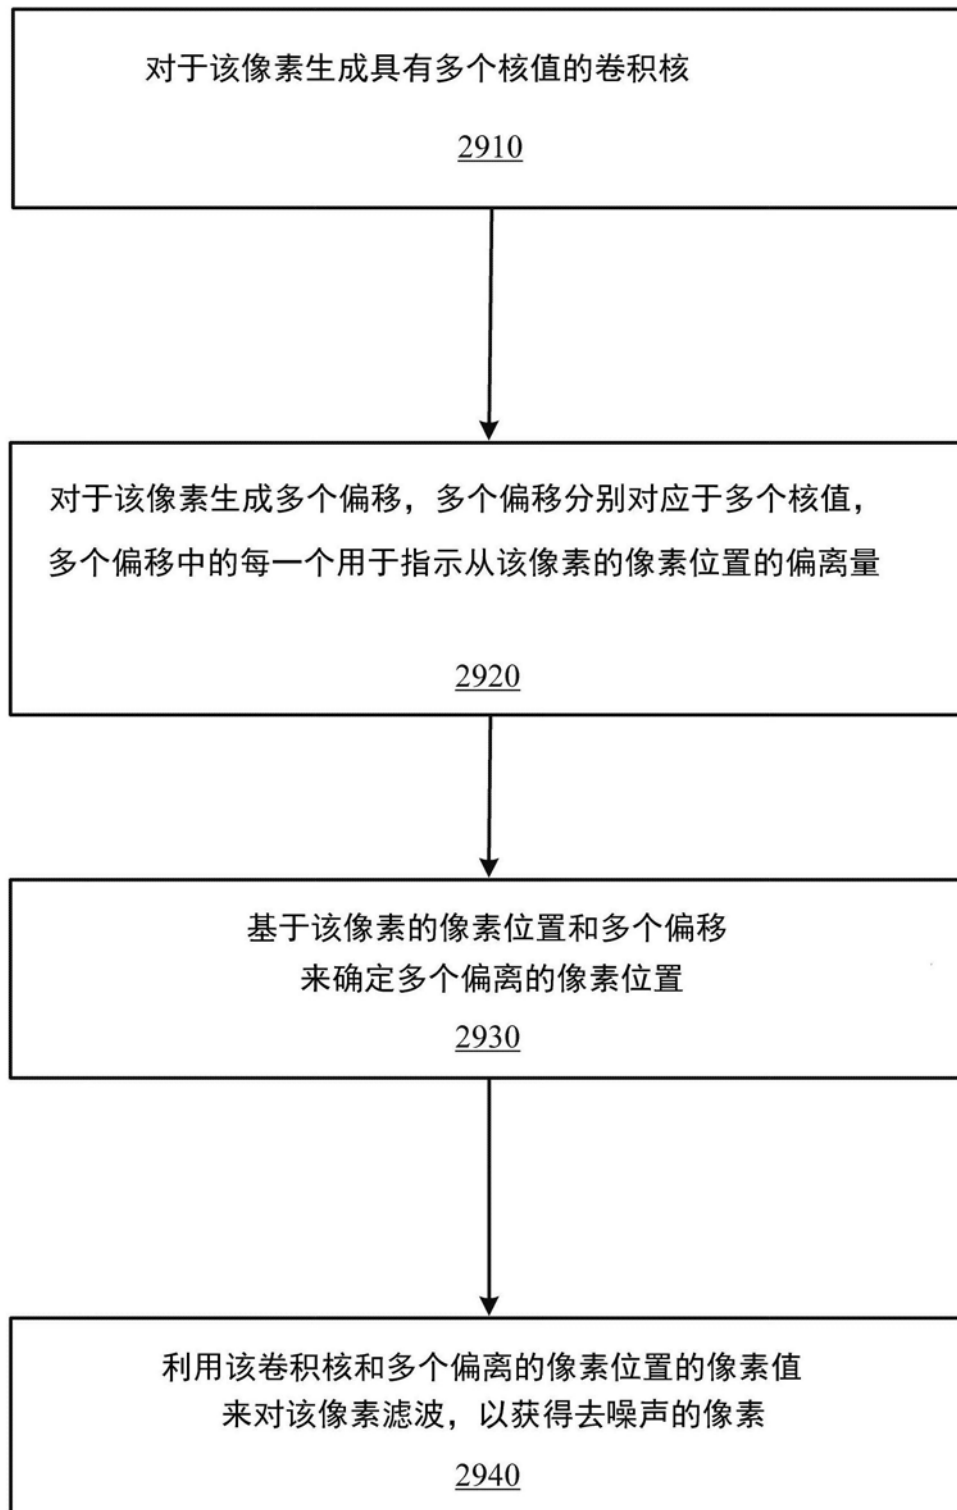 对于该像素生成具有多个核值的卷积核
2910
对于该像素生成多个偏移，多个偏移分别对应于多个核值，
多个偏移中的每一个用于指示从该像素的像素位置的偏离量
2920
基于该像素的像素位置和多个偏移
来确定多个偏离的像素位置
2930
利用该卷积核和多个偏离的像素位置的像素值
来对该像素滤波，以获得去噪声的像素
2940